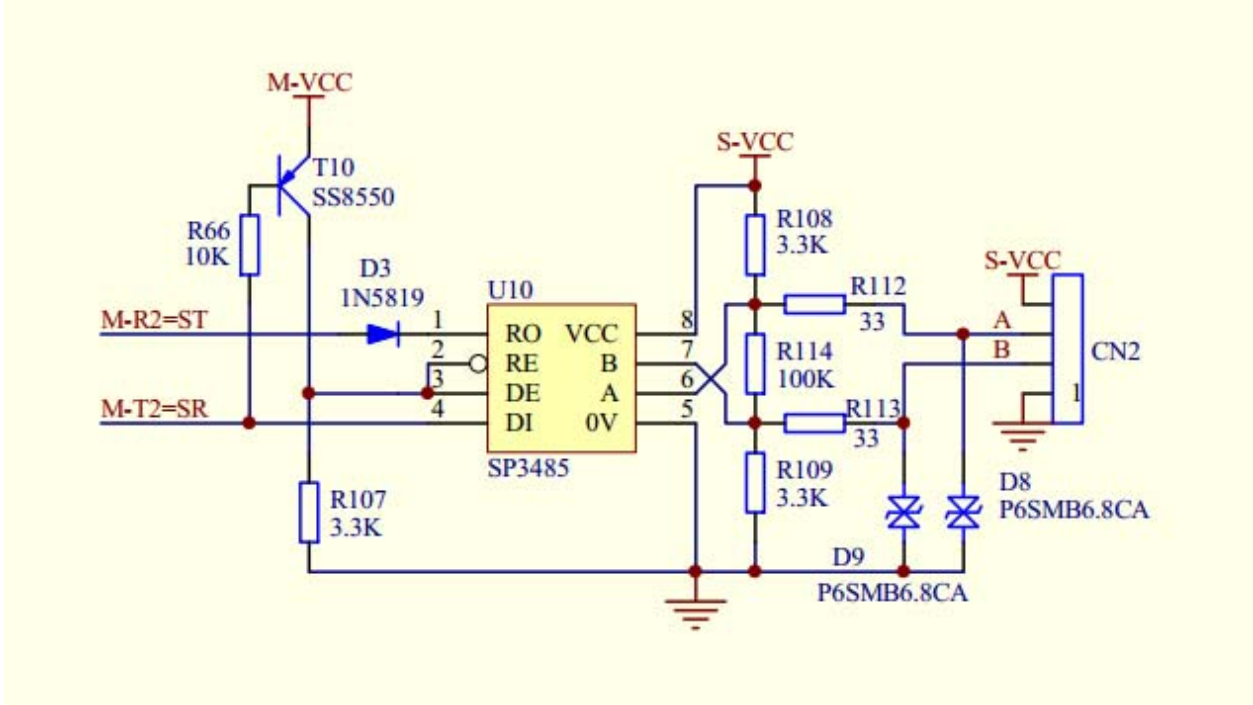 M-VCC
T10
SS8550
R66
10K
D3
1N5819
U10
S-VCC
R108
3.3K
R112
33
S-VCC
M-R2=ST
1
RO
VCC
8
A
2
RE
B
7
R114
100K
B
CN2
3
DE
A
6
1
M-T2=SR
4
DI
0V
5
R113
33
SP3485
R109
3.3K
R107
3.3K
D8
P6SMB6.8CA
D9
P6SMB6.8CA